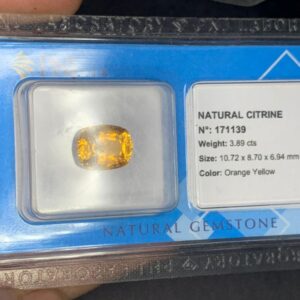 NATURAL CITRINE
N°: 171139
Weight: 3.89 cts
Size: 10.72 x 8.70 x 6.94 mm
Color: Orange Yellow
NATURAL GEMSTONE